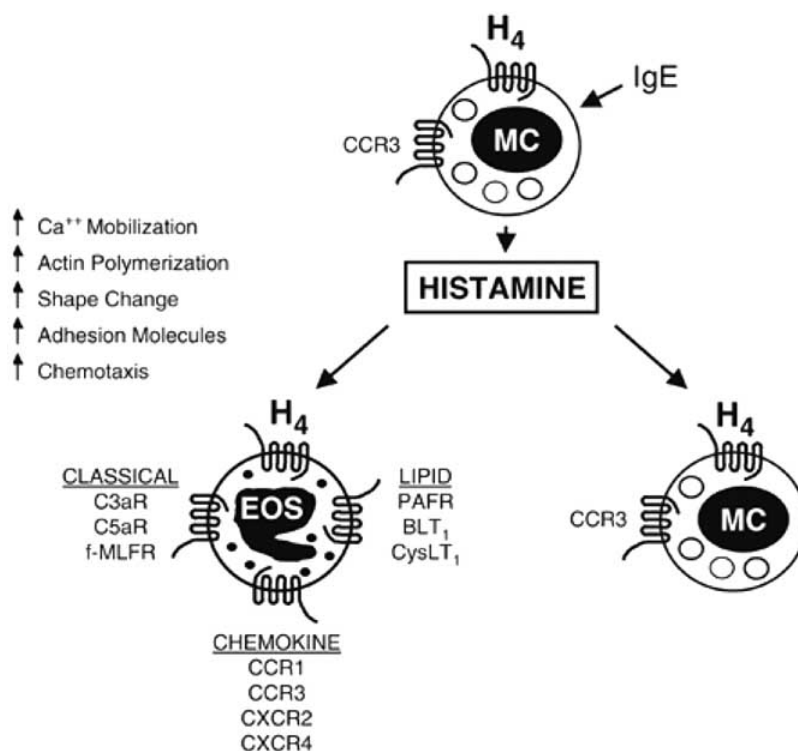 H₄
IgE
CCR3
MC
↑ Ca⁺⁺ Mobilization
↑ Actin Polymerization
↑ Shape Change
↑ Adhesion Molecules
↑ Chemotaxis
HISTAMINE
H₄
CLASSICAL
C3aR
C5aR
f-MLFR
EOS
LIPID
PAFR
BLT₁
CysLT₁
CHEMOKINE
CCR1
CCR3
CXCR2
CXCR4
H₄
CCR3
MC